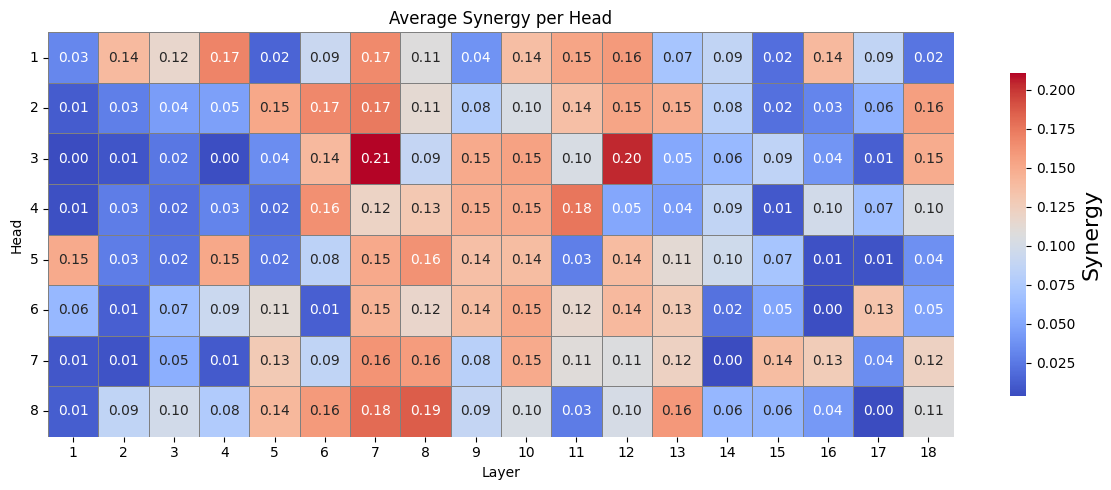 Average Synergy per Head
1 0.03 0.14 0.12 0.17 0.02 0.09 0.17 0.11 0.04 0.14 0.15 0.16 0.07 0.09 0.02 0.14 0.09 0.02
2 0.01 0.03 0.04 0.05 0.15 0.17 0.17 0.11 0.08 0.10 0.14 0.15 0.15 0.08 0.02 0.03 0.06 0.16
3 0.00 0.01 0.02 0.00 0.04 0.14 0.21 0.09 0.15 0.15 0.10 0.20 0.05 0.06 0.09 0.04 0.01 0.15
4 0.01 0.03 0.02 0.03 0.02 0.16 0.12 0.13 0.15 0.15 0.18 0.05 0.04 0.09 0.01 0.10 0.07 0.10
5 0.15 0.03 0.02 0.15 0.02 0.08 0.15 0.16 0.14 0.14 0.03 0.14 0.11 0.10 0.07 0.01 0.01 0.04
6 0.06 0.01 0.07 0.09 0.11 0.01 0.15 0.12 0.14 0.15 0.12 0.14 0.13 0.02 0.05 0.00 0.13 0.05
7 0.01 0.01 0.05 0.01 0.13 0.09 0.16 0.16 0.08 0.15 0.11 0.11 0.12 0.00 0.14 0.13 0.04 0.12
8 0.01 0.09 0.10 0.08 0.14 0.16 0.18 0.19 0.09 0.10 0.03 0.10 0.16 0.06 0.06 0.04 0.00 0.11
1 2 3 4 5 6 7 8 9 10 11 12 13 14 15 16 17 18
Layer
Head
0.200
0.175
0.150
0.125
0.100
0.075
0.050
0.025
Synergy